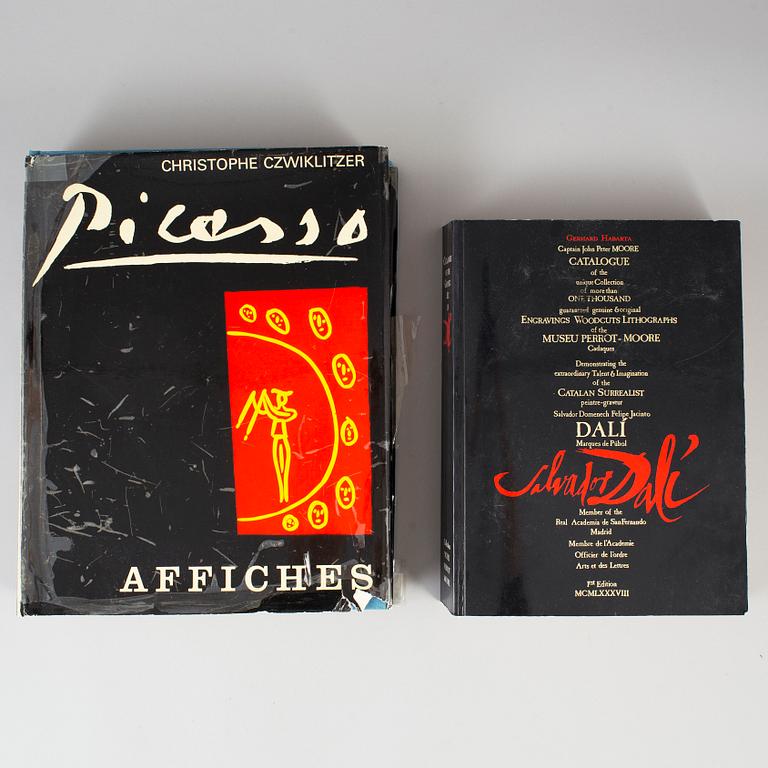 CHRISTOPHE CZWIKLITZER
Picasso
AFFICHES
GERHARD HABARTA
Captain John Peter MOORE
CATALOGUE
of the
unique Collection
of more than
ONE THOUSAND
guaranteed genuine & original
ENGRAVINGS WOODCUTS LITHOGRAPHS
of the
MUSEU PERROT-MOORE
Cadaques
Demonstrating the
extraordinary Talent & Imagination
of the
CATALAN SURREALIST
peintre-graveur
Salvador Domenech Felipe Jacinto
DALÍ
Marques de Púbol
Salvador Dalí
Member of the
Real Academia de San Fernando
Madrid
Membre de l'Academie
Officier de l'ordre
Arts et des Lettres
Iʳˢᵗ Edition
MCMLXXXVIII